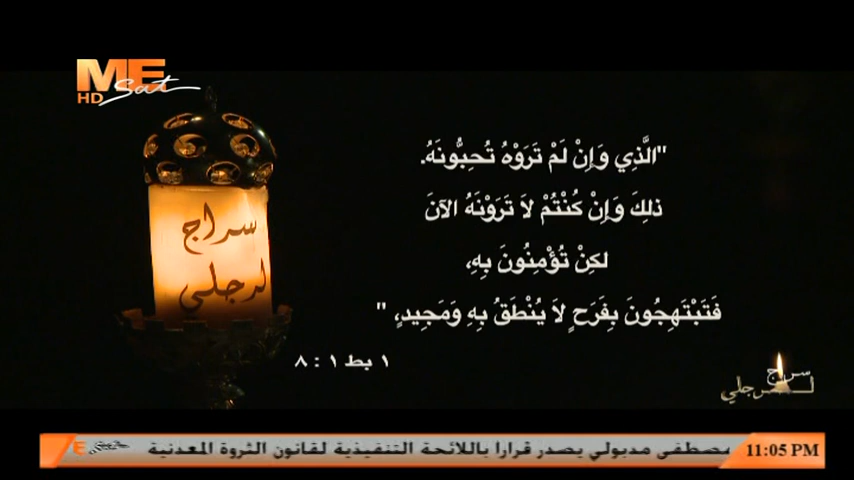 ME
Sat
HD
"الَّذِي وَإِنْ لَمْ تَرَوْهُ تُحِبُّونَهُ.
ذلِكَ وَإِنْ كُنْتُمْ لاَ تَرَوْنَهُ الآنَ
لكِنْ تُؤْمِنُونَ بِهِ،
فَتَبْتَهِجُونَ بِفَرَحٍ لاَ يُنْطَقُ بِهِ وَمَجِيدٍ، "
١ بط ١ : ٨
سراج
لرجلي
سراج
لرجلي
مصطفى مدبولي يصدر قرارا باللائحة التنفيذية لقانون الثروة المعدنية
11:05 PM